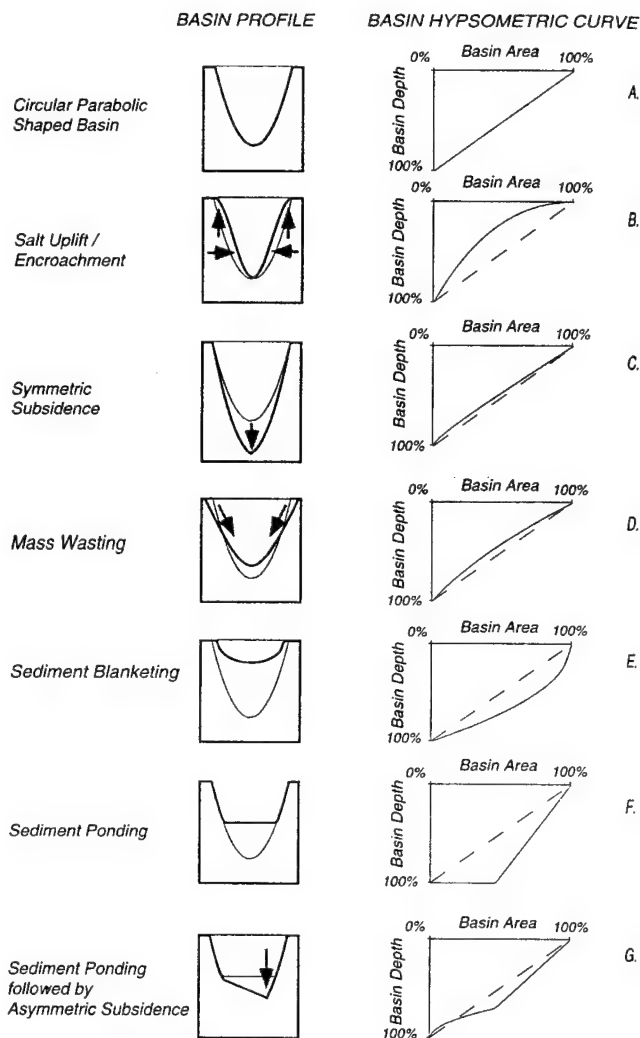 BASIN PROFILE
BASIN HYPSOMETRIC CURVE
Circular Parabolic
Shaped Basin
0%
Basin Area
100%
Basin Depth
100%
A.
Salt Uplift /
Encroachment
0%
Basin Area
100%
Basin Depth
100%
B.
Symmetric
Subsidence
0%
Basin Area
100%
Basin Depth
100%
C.
Mass Wasting
0%
Basin Area
100%
Basin Depth
100%
D.
Sediment Blanketing
0%
Basin Area
100%
Basin Depth
100%
E.
Sediment Ponding
0%
Basin Area
100%
Basin Depth
100%
F.
Sediment Ponding
followed by
Asymmetric Subsidence
0%
Basin Area
100%
Basin Depth
100%
G.